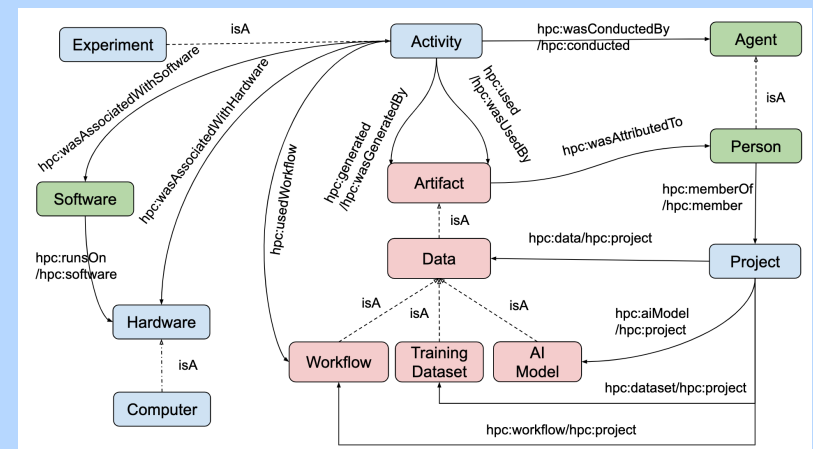 isA
hpc:wasConductedBy
/hpc:conducted
Experiment
Activity
Agent
hpc:wasAssociatedWithSoftware
hpc:wasAssociatedWithHardware
hpc:usedWorkflow
hpc:generated
/hpc:wasGeneratedBy
hpc:used
/hpc:wasUsedBy
hpc:wasAttributedTo
isA
Person
Artifact
Software
hpc:memberOf
/hpc:member
isA
hpc:data/hpc:project
hpc:runsOn
/hpc:software
Data
Project
isA
isA
isA
hpc:aiModel
/hpc:project
Hardware
Workflow
Training
Dataset
AI
Model
isA
hpc:dataset/hpc:project
Computer
hpc:workflow/hpc:project